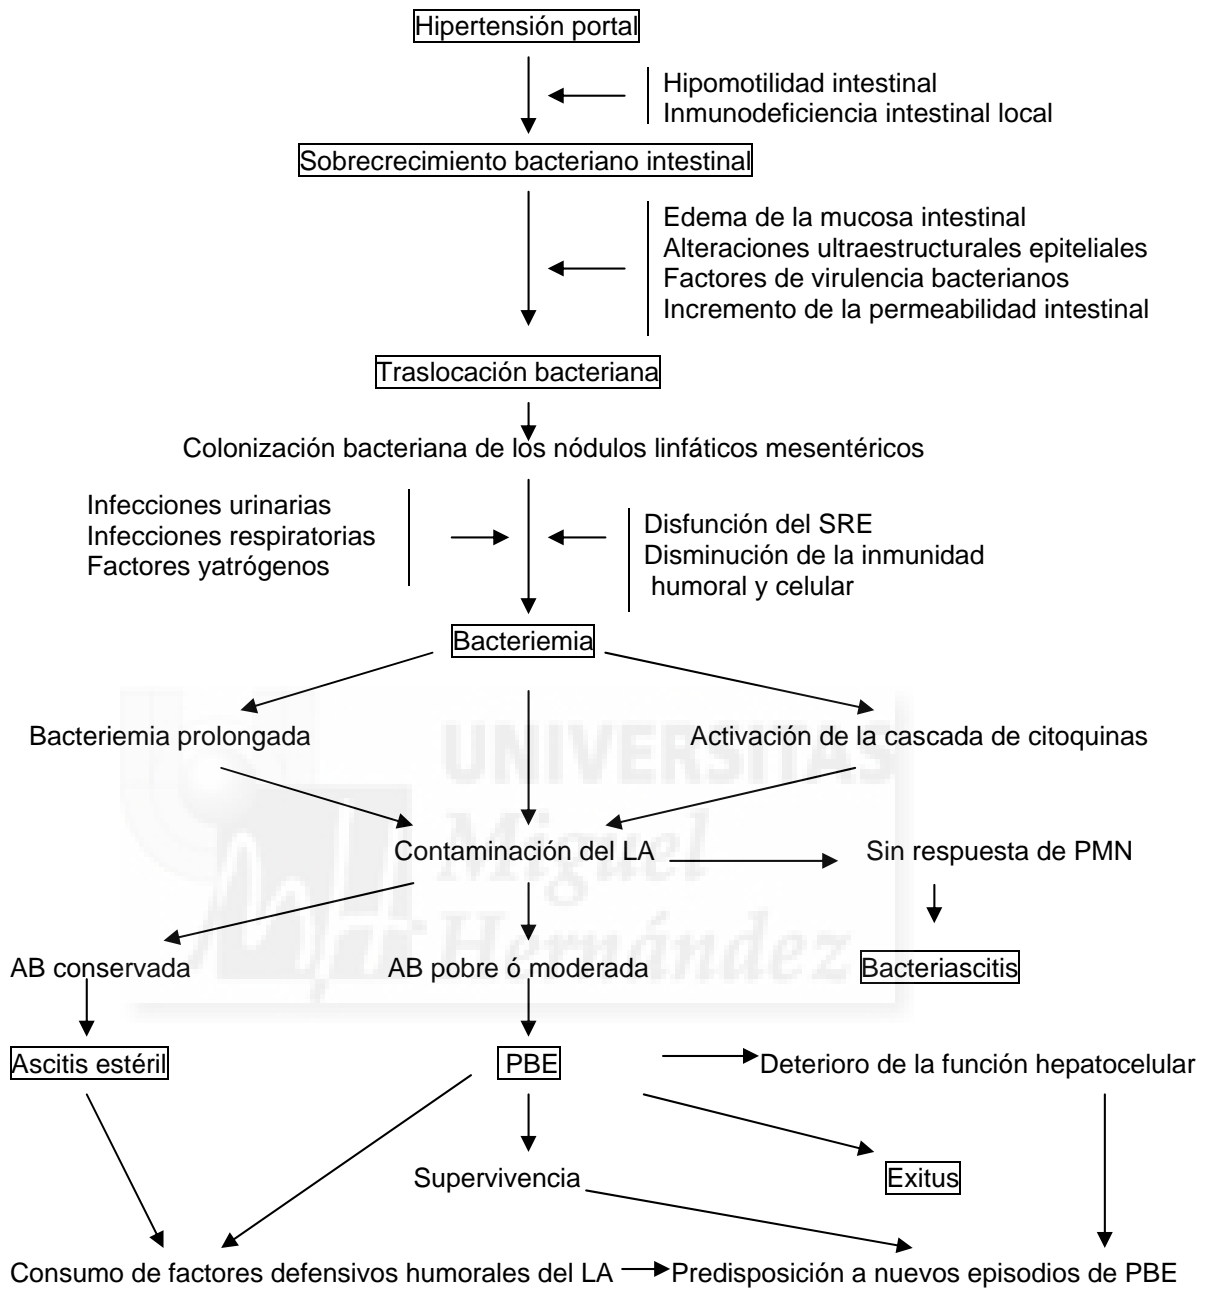 Hipertensión portal
Hipomotilidad intestinal
Inmunodeficiencia intestinal local
Sobrecrecimiento bacteriano intestinal
Edema de la mucosa intestinal
Alteraciones ultraestructurales epiteliales
Factores de virulencia bacterianos
Incremento de la permeabilidad intestinal
Traslocación bacteriana
Colonización bacteriana de los nódulos linfáticos mesentéricos
Infecciones urinarias
Infecciones respiratorias
Factores yatrógenos
Disfunción del SRE
Disminución de la inmunidad
humoral y celular
Bacteriemia
Bacteriemia prolongada
Activación de la cascada de citoquinas
UNIVERSITAS
Miguel
Hernández
Contaminación del LA
Sin respuesta de PMN
AB conservada
AB pobre ó moderada
Bacteriascitis
Ascitis estéril
PBE
Deterioro de la función hepatocelular
Supervivencia
Exitus
Consumo de factores defensivos humorales del LA
Predisposición a nuevos episodios de PBE